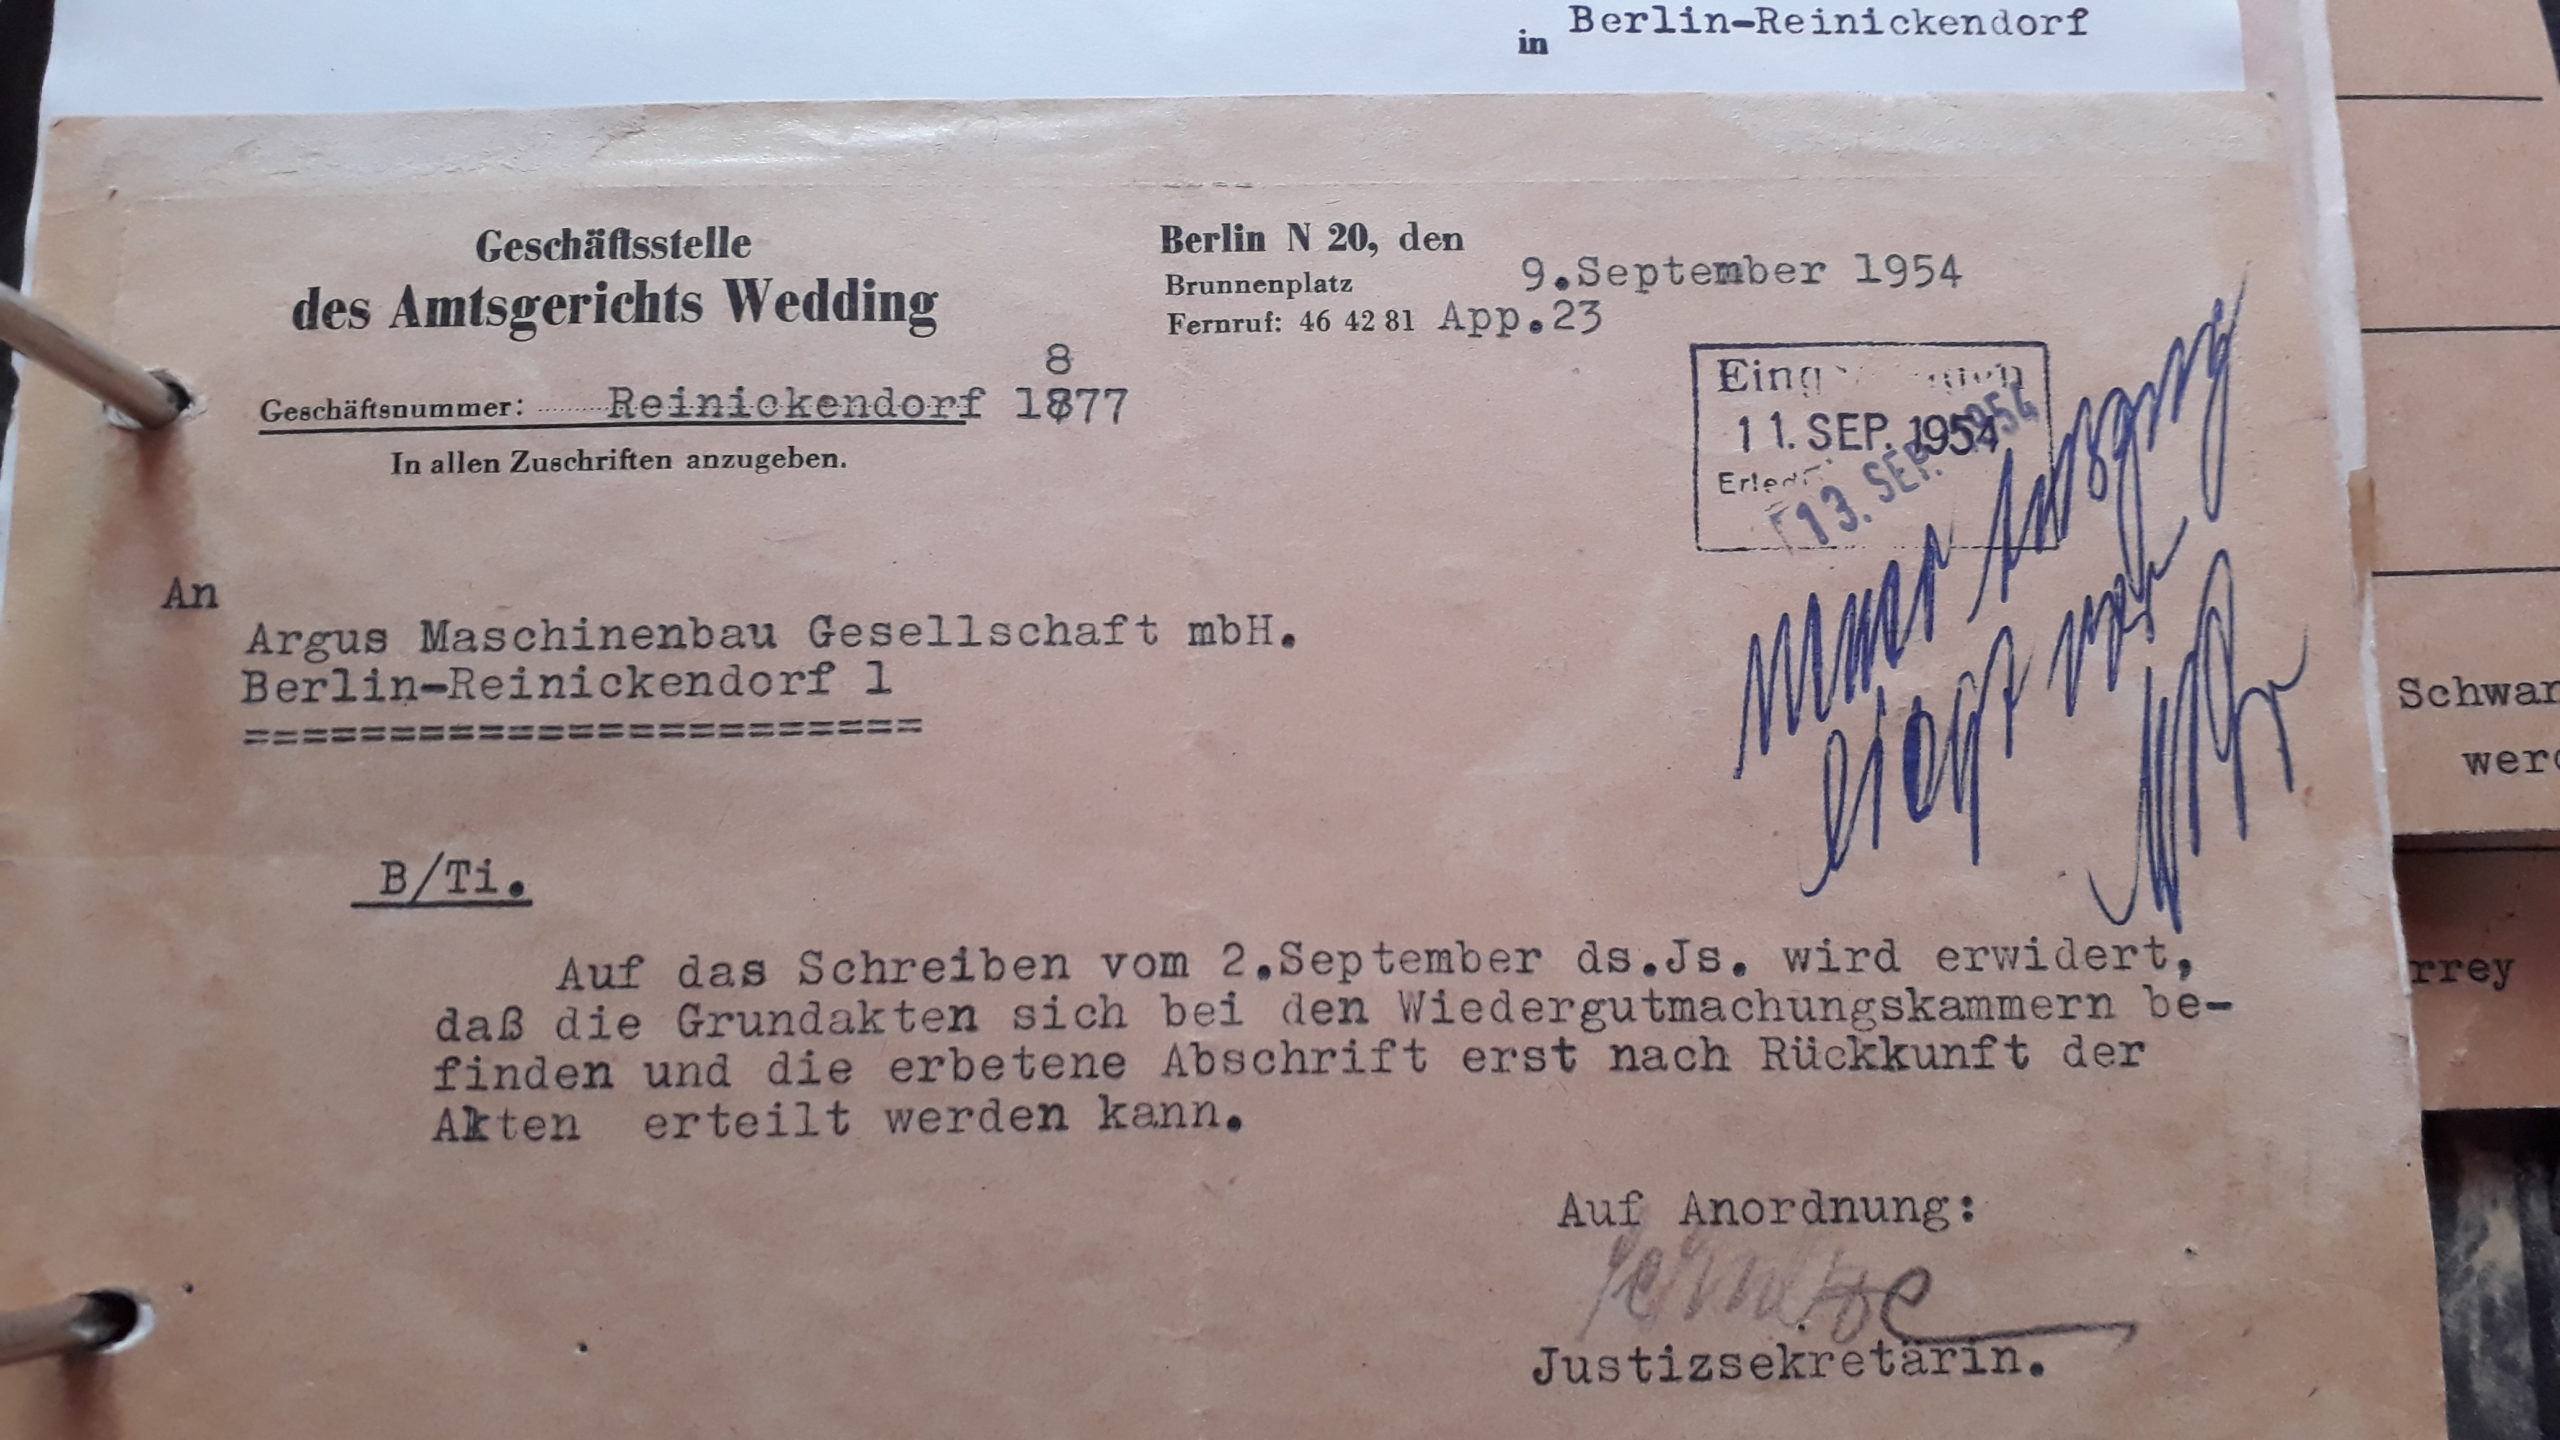 in Berlin-Reinickendorf
Geschäftsstelle
des Amtsgerichts Wedding
8
Geschäftsnummer: Reinickendorf 1877
In allen Zuschriften anzugeben.
Berlin N 20, den
9.September 1954
Brunnenplatz
Fernruf: 46 42 81 App.23
11. SEP. 1954
13. SEP. 1954
An
Argus Maschinenbau Gesellschaft mbH.
Berlin-Reinickendorf 1
=======================
B/Ti.
Auf das Schreiben vom 2.September ds.Js. wird erwidert,
daß die Grundakten sich bei den Wiedergutmachungskammern be-
finden und die erbetene Abschrift erst nach Rückkunft der
Akten erteilt werden kann.
Auf Anordnung:
Justizsekretärin.